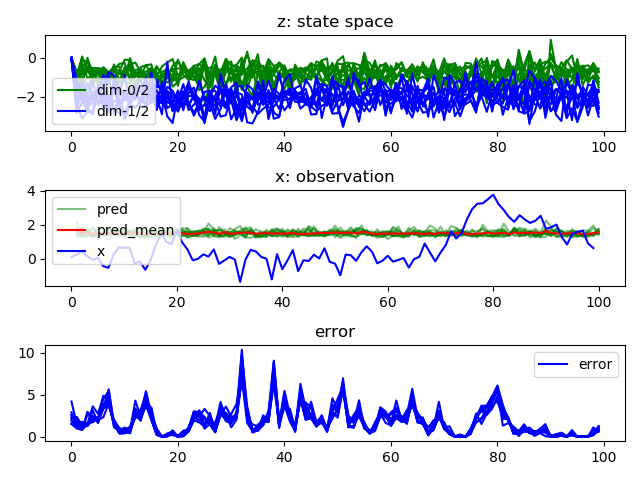 z: state space
0
−2
dim-0/2
dim-1/2
0 20 40 60 80 100
x: observation
4
2
0
pred
pred_mean
x
0 20 40 60 80 100
error
10
5
0
error
0 20 40 60 80 100